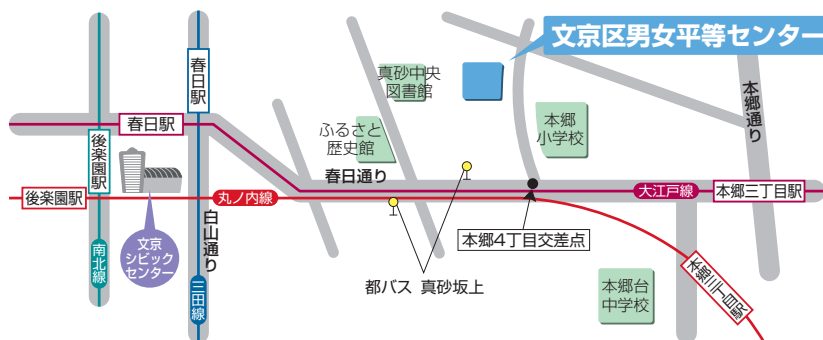 文京区男女平等センター
春日駅
真砂中央
図書館
本郷通り
春日駅
ふるさと
歴史館
本郷
小学校
後楽園駅
春日通り
大江戸線
本郷三丁目駅
後楽園駅
丸ノ内線
白山通り
文京
シビック
センター
本郷4丁目交差点
南北線
三田線
都バス 真砂坂上
本郷台
中学校
本郷三丁目駅